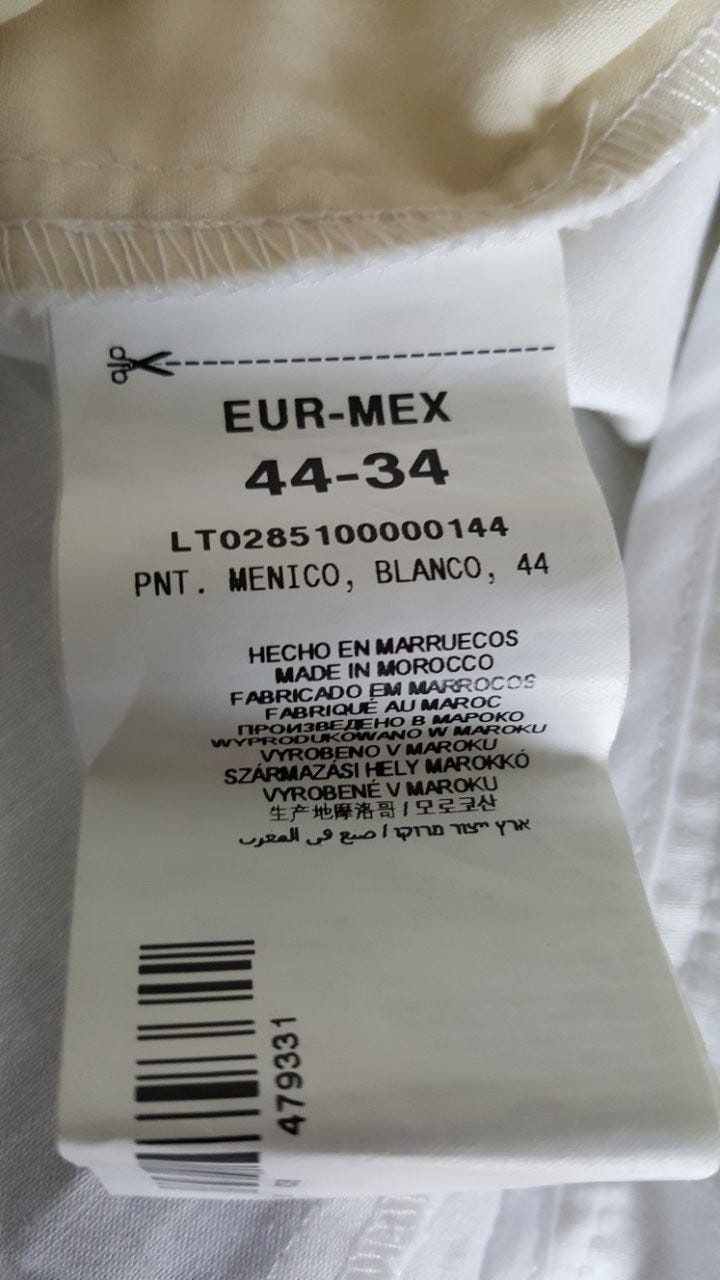 EUR-MEX
44-34
LT0285100000144
PNT. MENICO, BLANCO, 44
HECHO EN MARRUECOS
MADE IN MOROCCO
FABRICADO EM MARROCOS
FABRIQUÉ AU MAROC
ПРОИЗВЕДЕНО В МАРОКО
WYPRODUKOWANO W MAROKU
VYROBENO V MAROKU
SZÁRMAZÁSI HELY MAROKKÓ
VYROBENÉ V MAROKU
生产地摩洛哥 / 모로코산
ארץ ייצור מרוקו / صنع في المغرب
479331